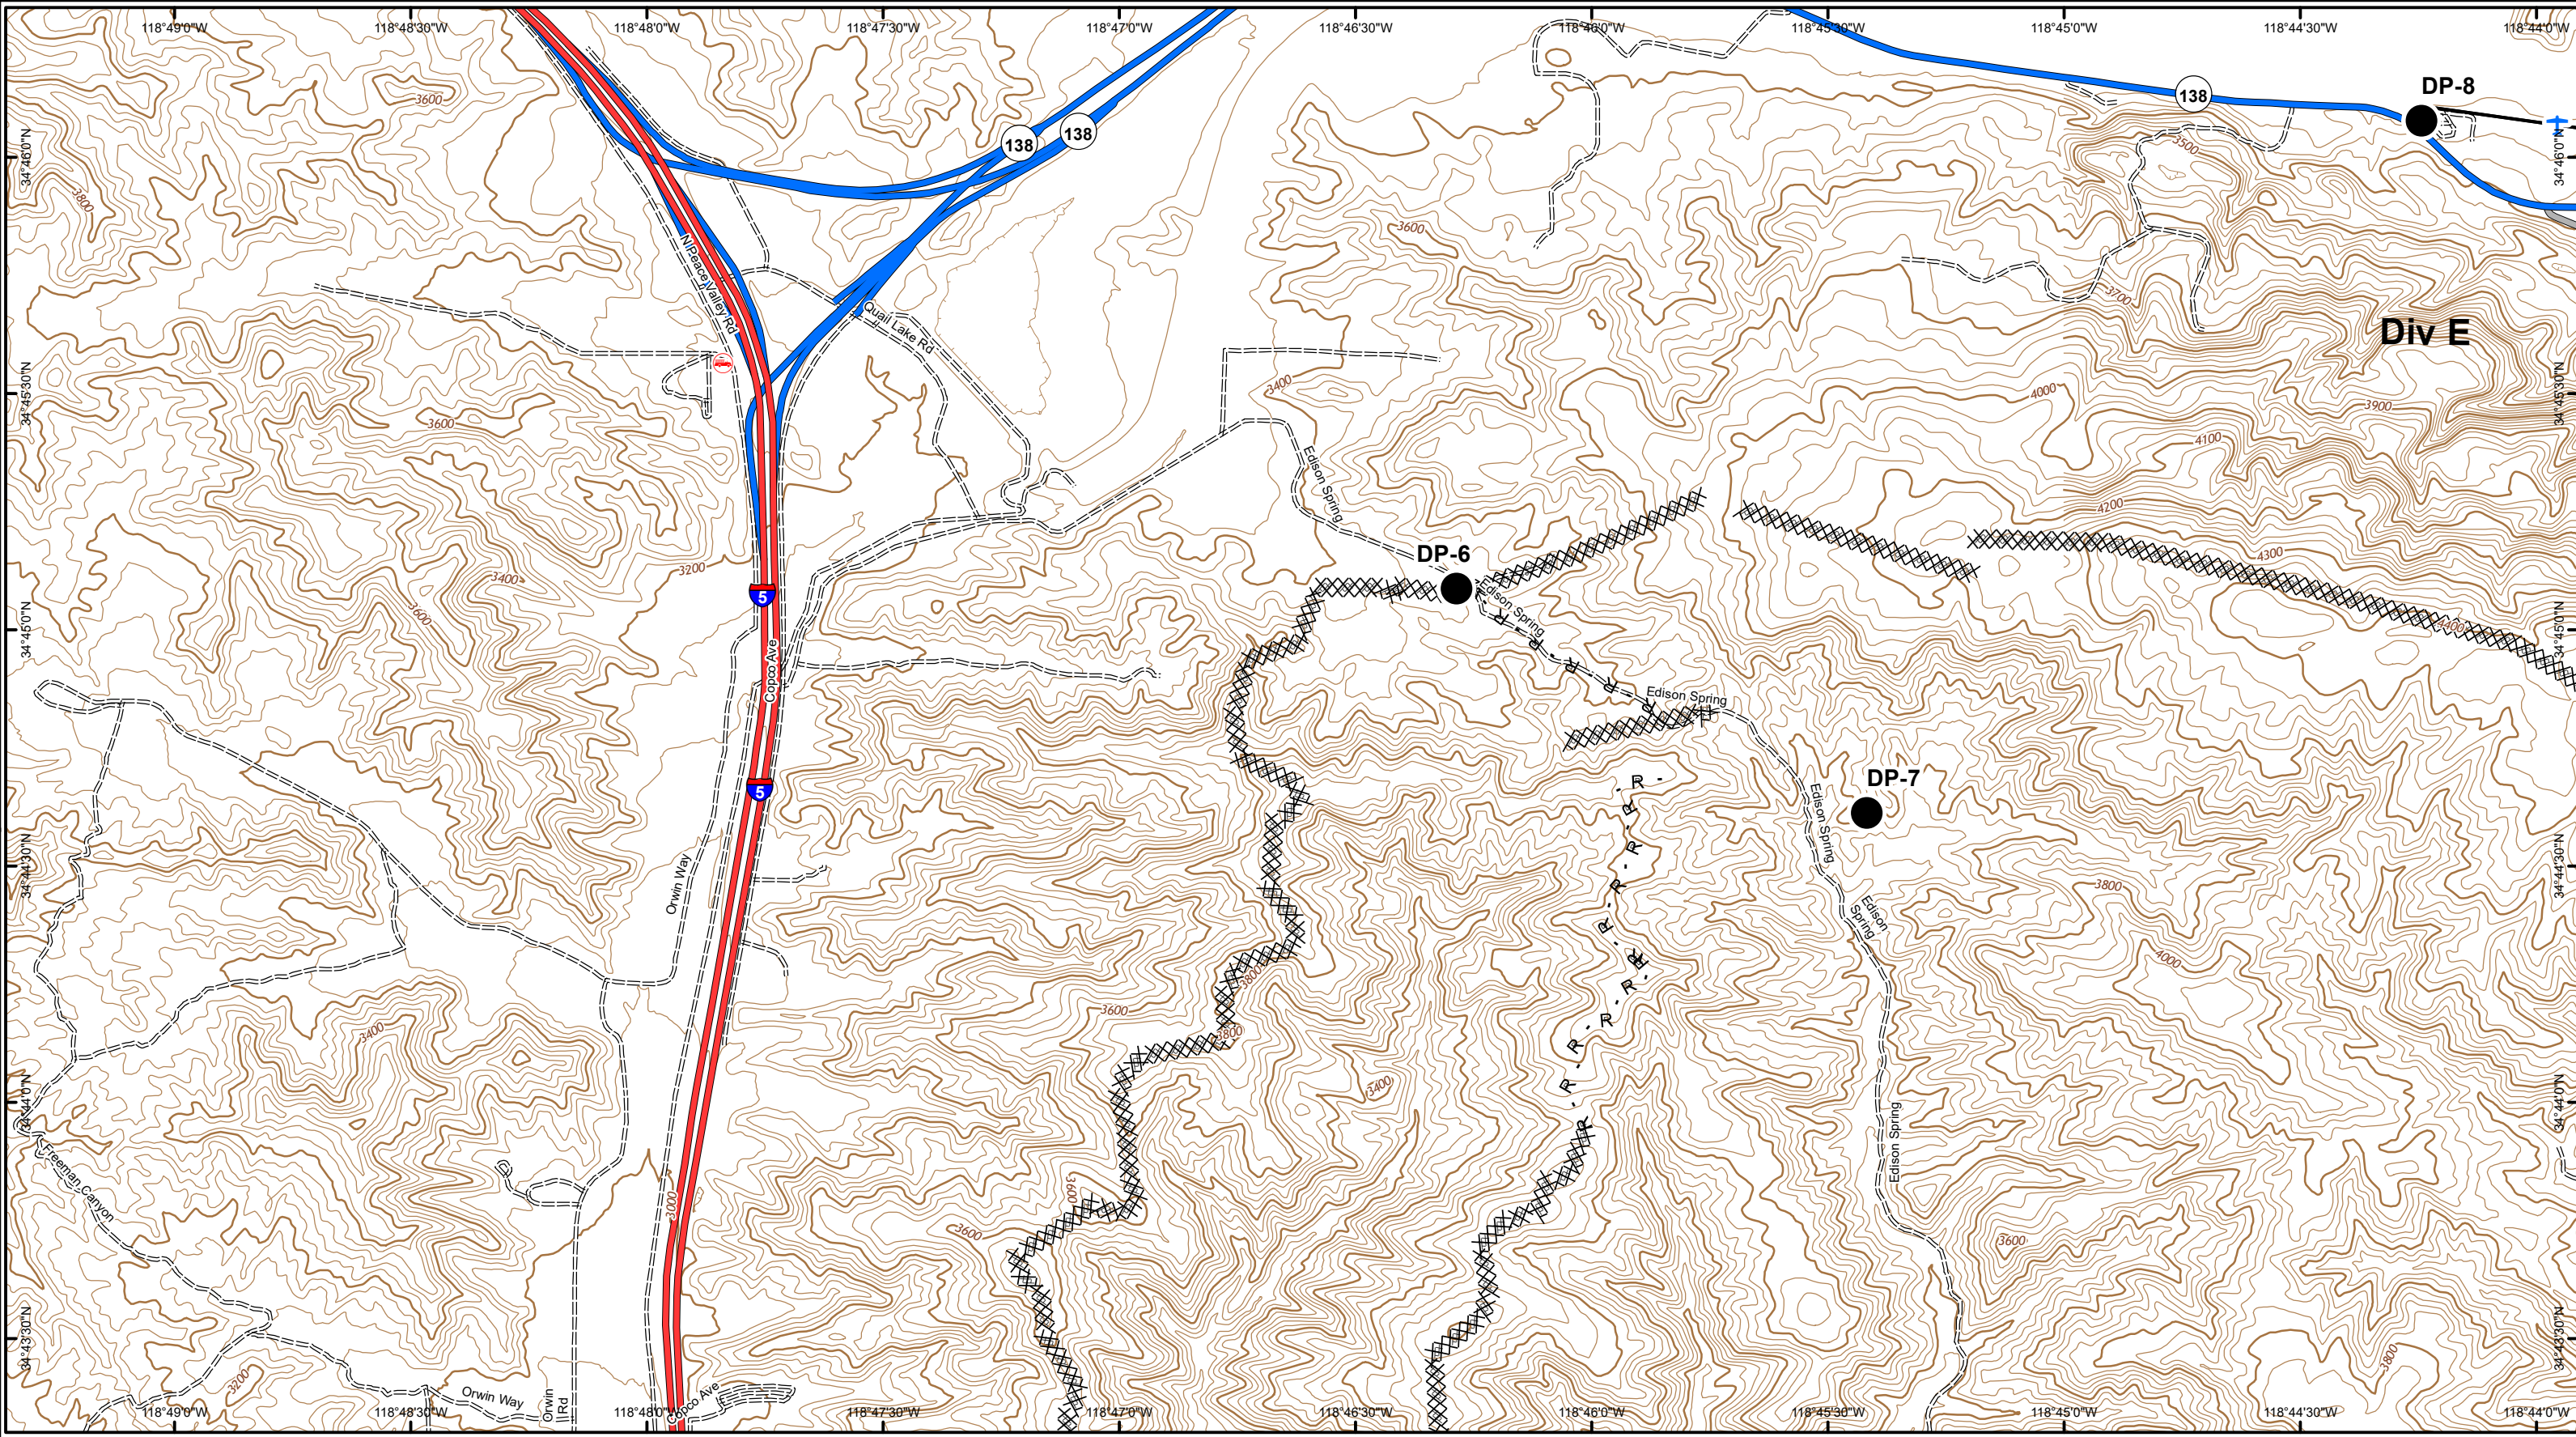 118°49'0"W
118°48'30"W
118°48'0"W
118°47'30"W
118°47'0"W
118°46'30"W
118°46'0"W
118°45'30"W
118°45'0"W
118°44'30"W
118°44'0"W
DP-8
138
3600
138
138
34°46'0"N
34°46'0"N
3500
3800
3600
N Peace Valley Rd
3700
Quail Lake Rd
Div E
3400
4000
34°45'30"N
34°45'30"N
3900
3600
4100
Edison Spring
4200
DP-6
4300
3200
3400
5
Edison Spring
3600
34°45'0"N
34°45'0"N
4400
R
R
R
R
R
Copco Ave
Edison Spring
DP-7
5
R
R
R
R
R
R
R
R
R
R
R
R
Edison Spring
34°44'30"N
34°44'30"N
Orwin Way
3800
Edison
Spring
4000
3800
3600
3400
3800
3400
34°44'0"N
34°44'0"N
Edison Spring
Freeman Canyon
3600
3000
3600
3600
34°43'30"N
34°43'30"N
3800
3200
Orwin Way
Orwin
Rd
Copco Ave
118°49'0"W
118°48'30"W
118°48'0"W
118°47'30"W
118°47'0"W
118°46'30"W
118°46'0"W
118°45'30"W
118°45'0"W
118°44'30"W
118°44'0"W